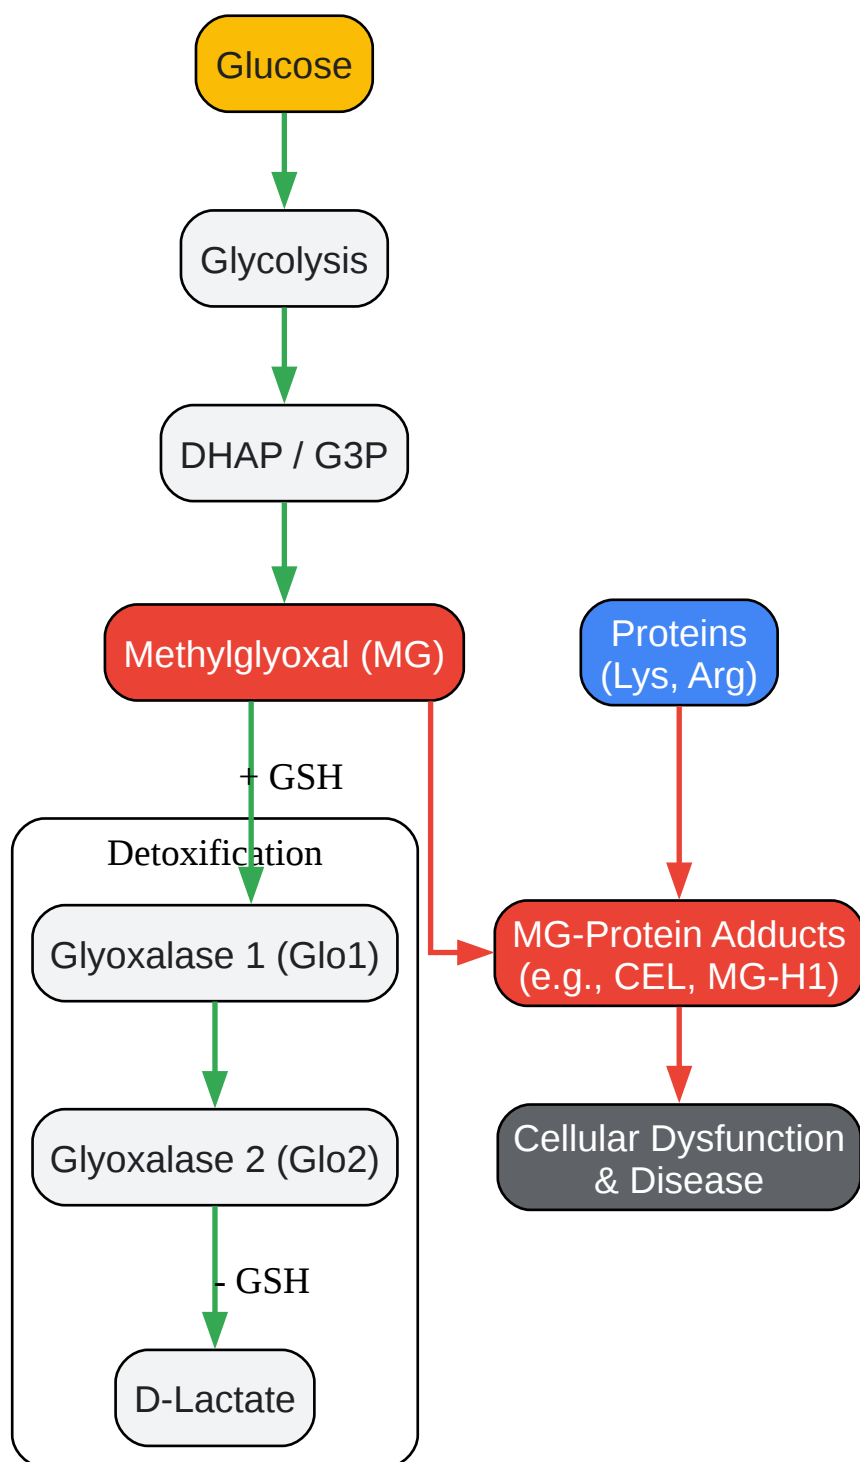 Glucose
Glycolysis
DHAP / G3P
Methylglyoxal (MG)
Proteins
(Lys, Arg)
+ GSH
Detoxification
Glyoxalase 1 (Glo1)
MG-Protein Adducts
(e.g., CEL, MG-H1)
Glyoxalase 2 (Glo2)
Cellular Dysfunction
& Disease
- GSH
D-Lactate